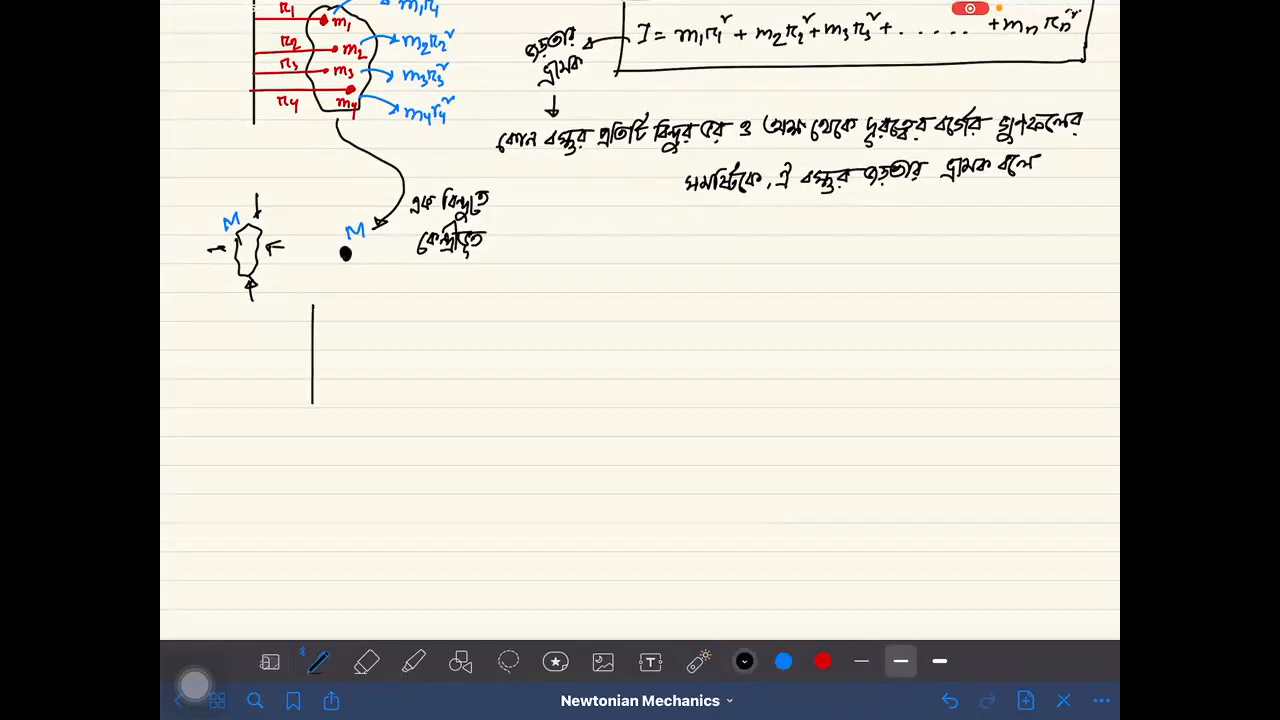 r₁ m₁ m₁r₁
I = m₁r₁² + m₂r₂² + m₃r₃² + . . . . . . + mₙrₙ²
r₂ m₂ m₂r₂²
r₃ m₃ m₃r₃²
r₄ m₄ m₄r₄²
জড়তার
ভ্রামক
কোন বস্তুর প্রতিটি বিন্দুর ভর ও অক্ষ থেকে দূরত্বের বর্গের গুণফলের
সমষ্টিকে, ঐ বস্তুর জড়তার ভ্রামক বলে
এক বিন্দুতে
কেন্দ্রীভূত
M
M
T
Newtonian Mechanics